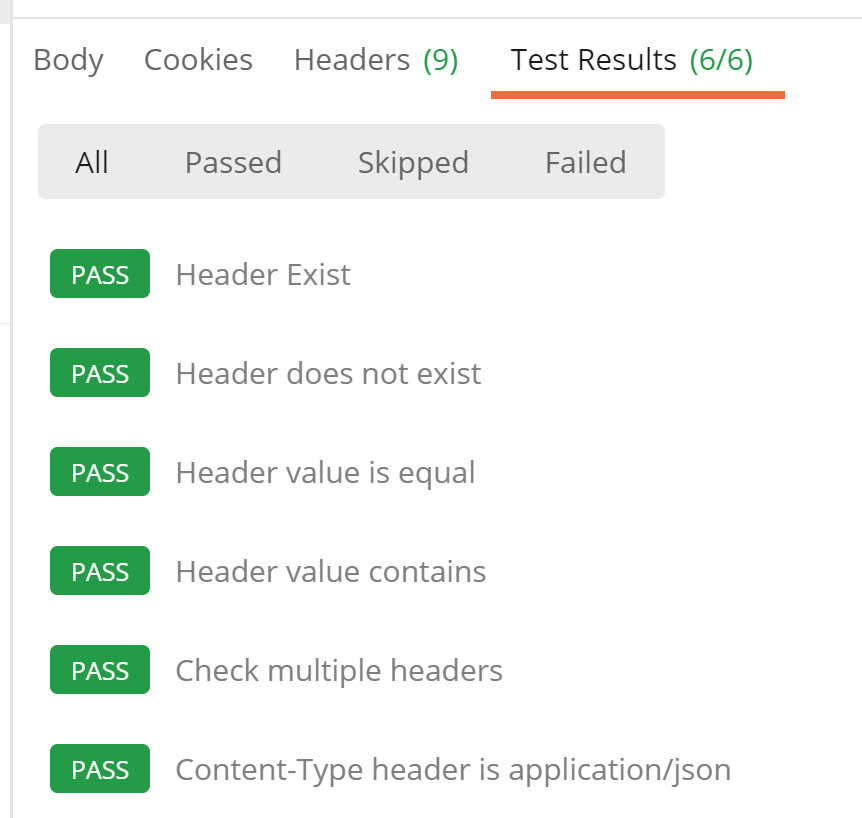 Body Cookies Headers (9) Test Results (6/6)
All Passed Skipped Failed
PASS Header Exist
PASS Header does not exist
PASS Header value is equal
PASS Header value contains
PASS Check multiple headers
PASS Content-Type header is application/json